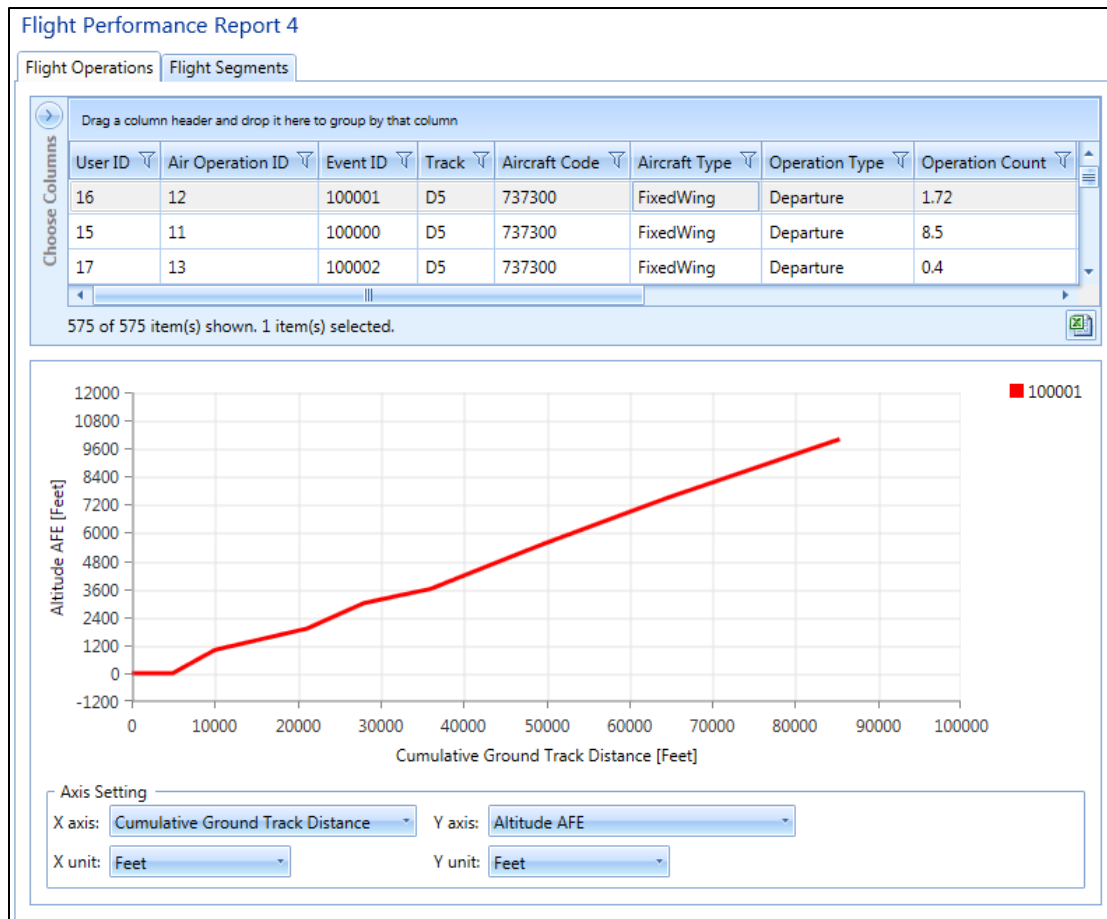 Flight Performance Report 4
Flight Operations Flight Segments
Choose Columns
Drag a column header and drop it here to group by that column
User ID Air Operation ID Event ID Track Aircraft Code Aircraft Type Operation Type Operation Count
16 12 100001 D5 737300 FixedWing Departure 1.72
15 11 100000 D5 737300 FixedWing Departure 8.5
17 13 100002 D5 737300 FixedWing Departure 0.4
575 of 575 item(s) shown. 1 item(s) selected.
100001
Altitude AFE [Feet]
12000
10800
9600
8400
7200
6000
4800
3600
2400
1200
0
-1200
0 10000 20000 30000 40000 50000 60000 70000 80000 90000 100000
Cumulative Ground Track Distance [Feet]
Axis Setting
X axis: Cumulative Ground Track Distance Y axis: Altitude AFE
X unit: Feet Y unit: Feet